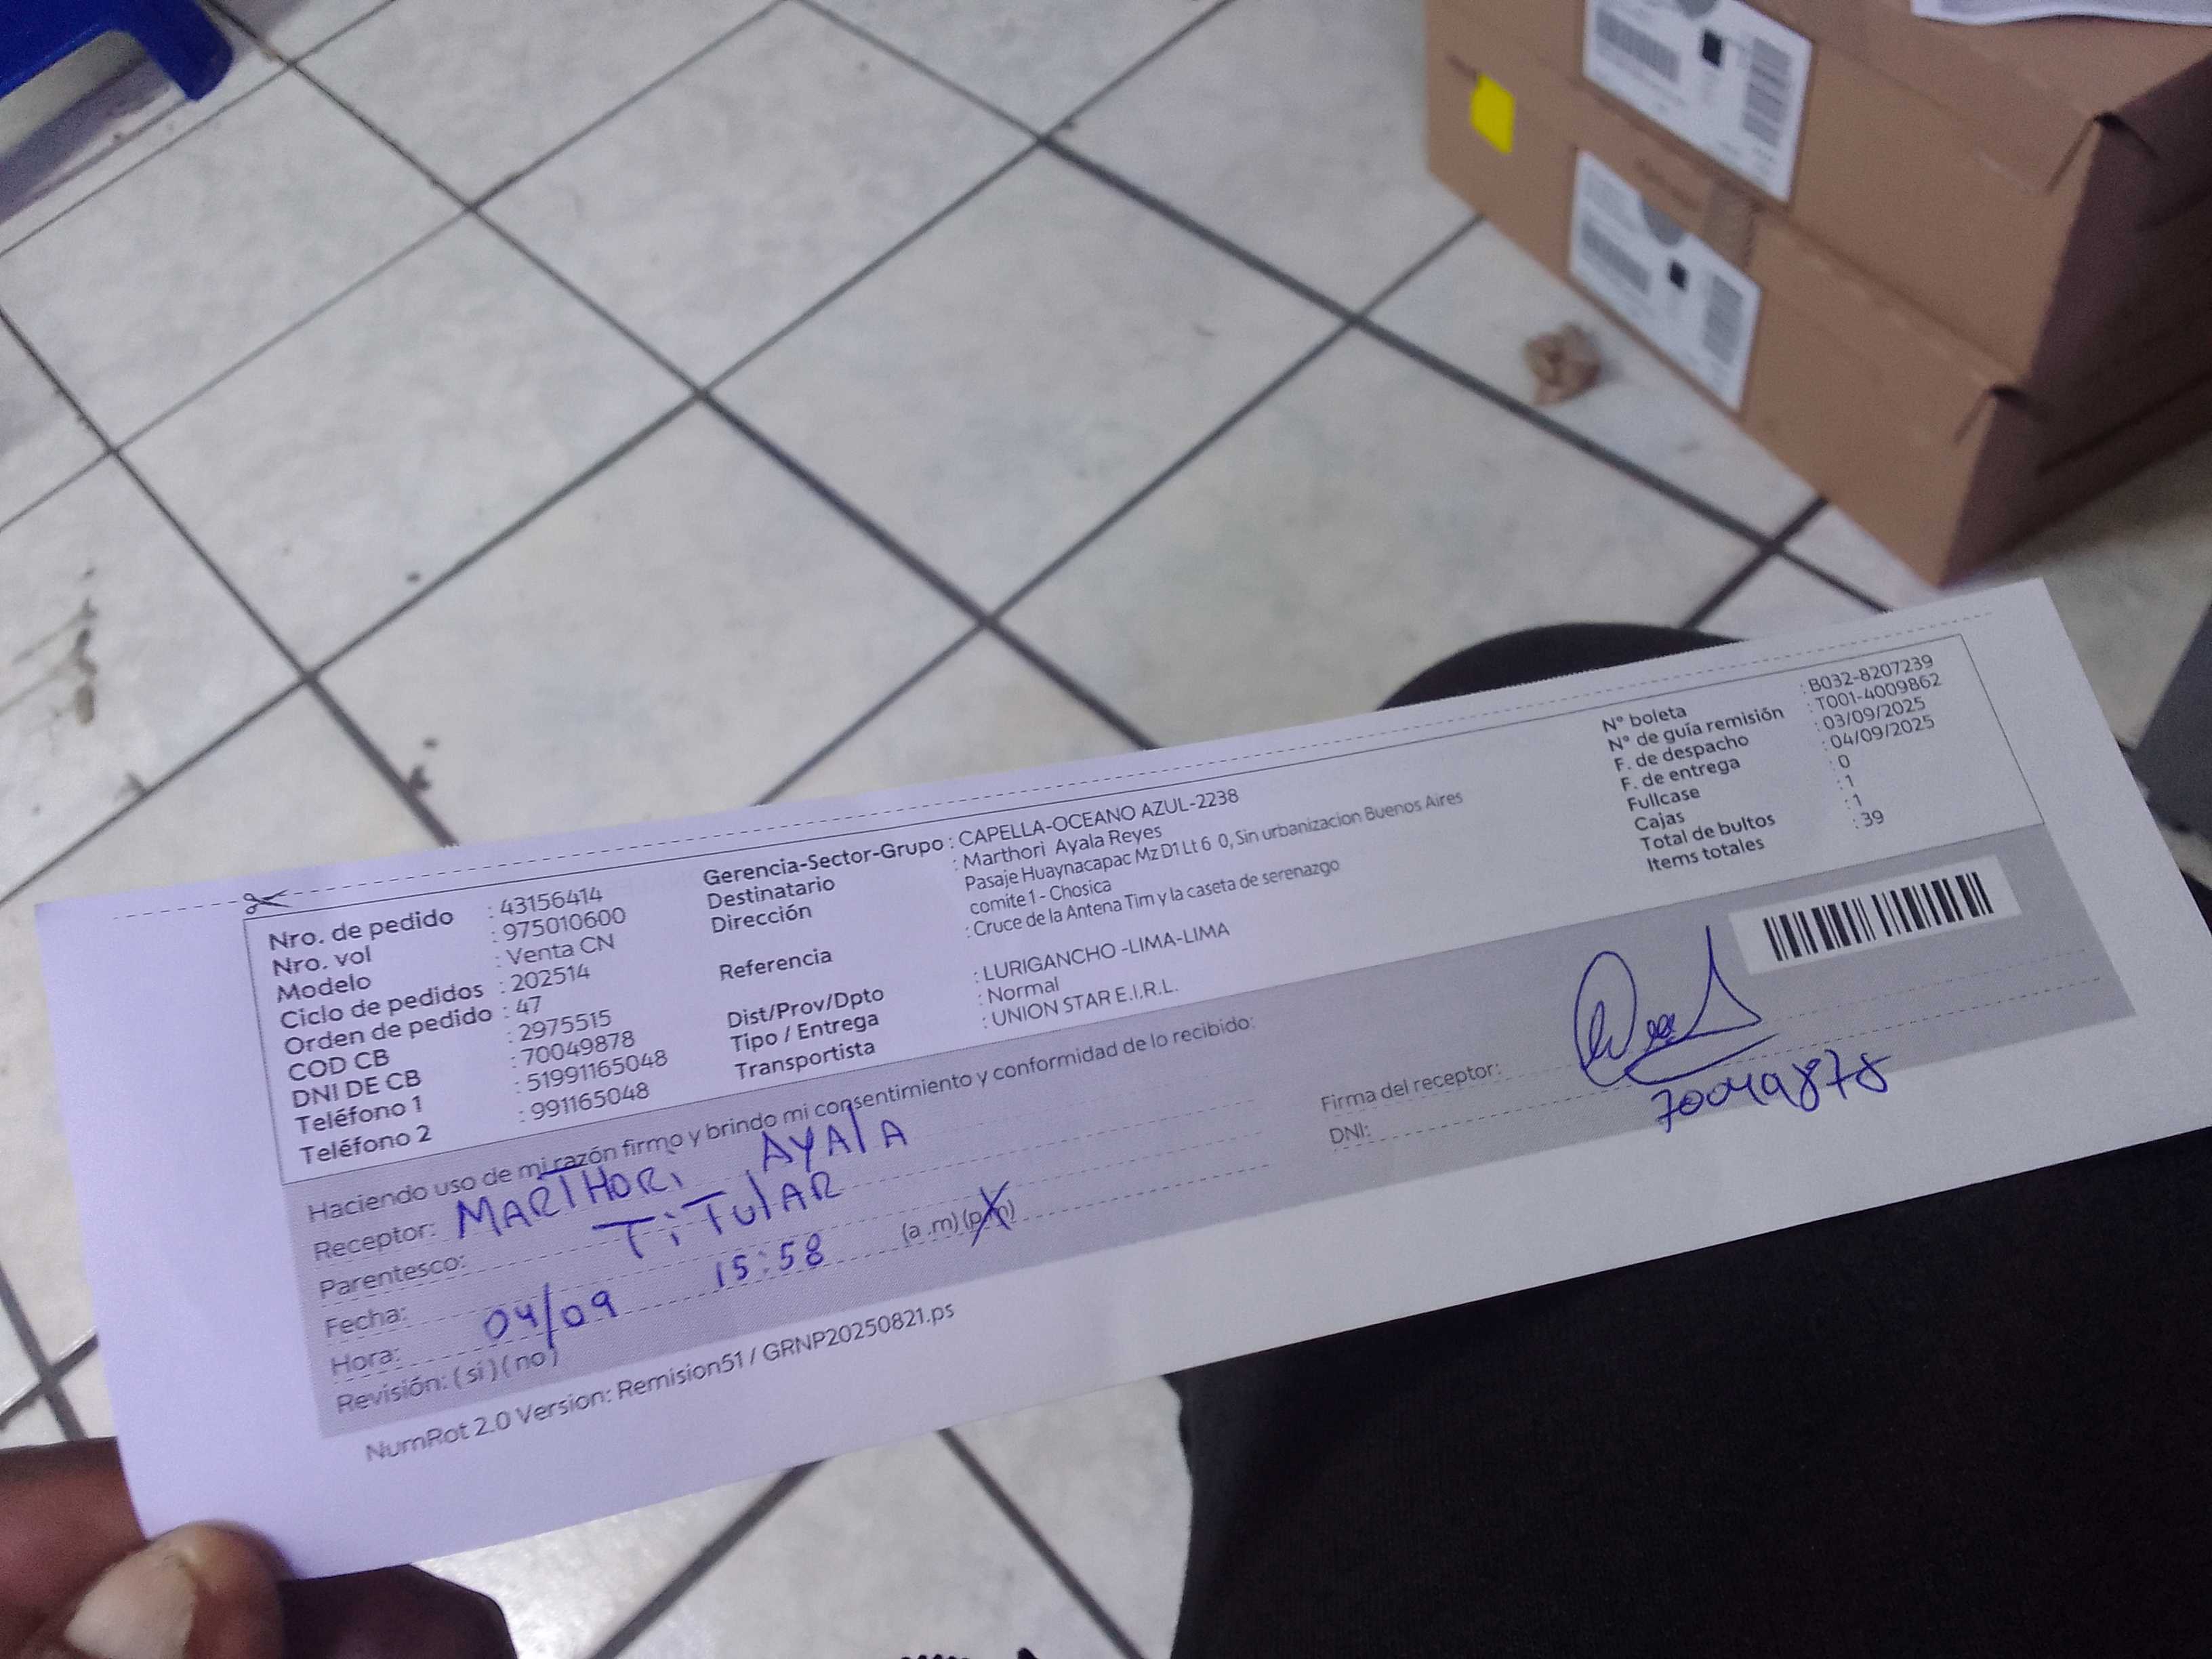 Nro. de pedido : 43156414
Nro. vol : 975010600
Modelo : Venta CN
Ciclo de pedidos : 202514
Orden de pedido : 47
COD CB : 2975515
DNI DE CB : 70049878
Teléfono 1 : 51991165048
Teléfono 2 : 991165048
Gerencia-Sector-Grupo : CAPELLA-OCEANO AZUL-2238
Destinatario : Marthori Ayala Reyes
Dirección : Pasaje Huaynacapac Mz D1 Lt 6 0, Sin urbanizacion Buenos Aires
comite 1 - Chosica
Referencia : Cruce de la Antena Tim y la caseta de serenazgo
Dist/Prov/Dpto : LURIGANCHO -LIMA-LIMA
Tipo / Entrega : Normal
Transportista : UNION STAR E.I.R.L.
N° boleta : B032-8207239
N° de guía remisión : T001-4009862
F. de despacho : 03/09/2025
F. de entrega : 04/09/2025
Fullcase : 0
Cajas : 1
Total de bultos : 1
Items totales : 39
Haciendo uso de mi razón firmo y brindo mi consentimiento y conformidad de lo recibido:
Receptor: MARTHORI AYALA
Parentesco: TiTulAR
Fecha: 04/09
Hora: 15:58 (a .m) (p.m)
Revisión: (si) (no)
Firma del receptor:
DNI: 70049878
NumRot 2.0 Version: Remision51 / GRNP20250821.ps